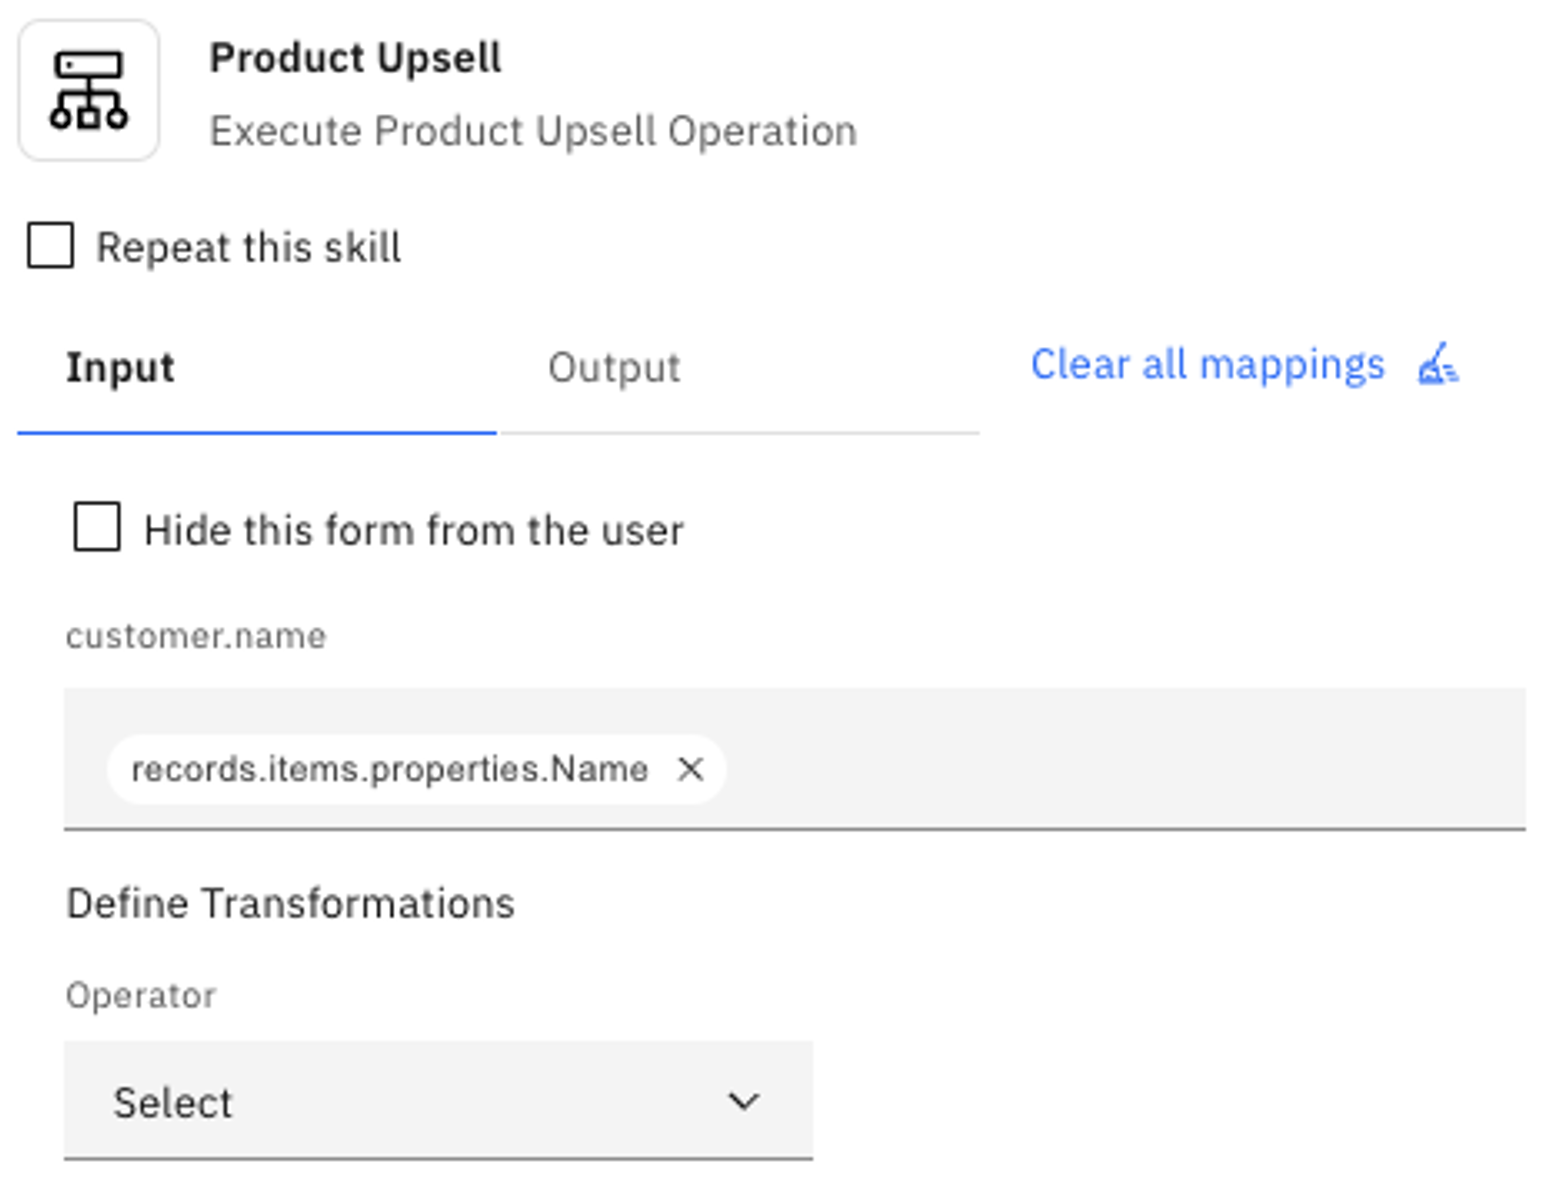 Product Upsell
Execute Product Upsell Operation
Repeat this skill
Input
Output
Clear all mappings
Hide this form from the user
customer.name
records.items.properties.Name
Define Transformations
Operator
Select